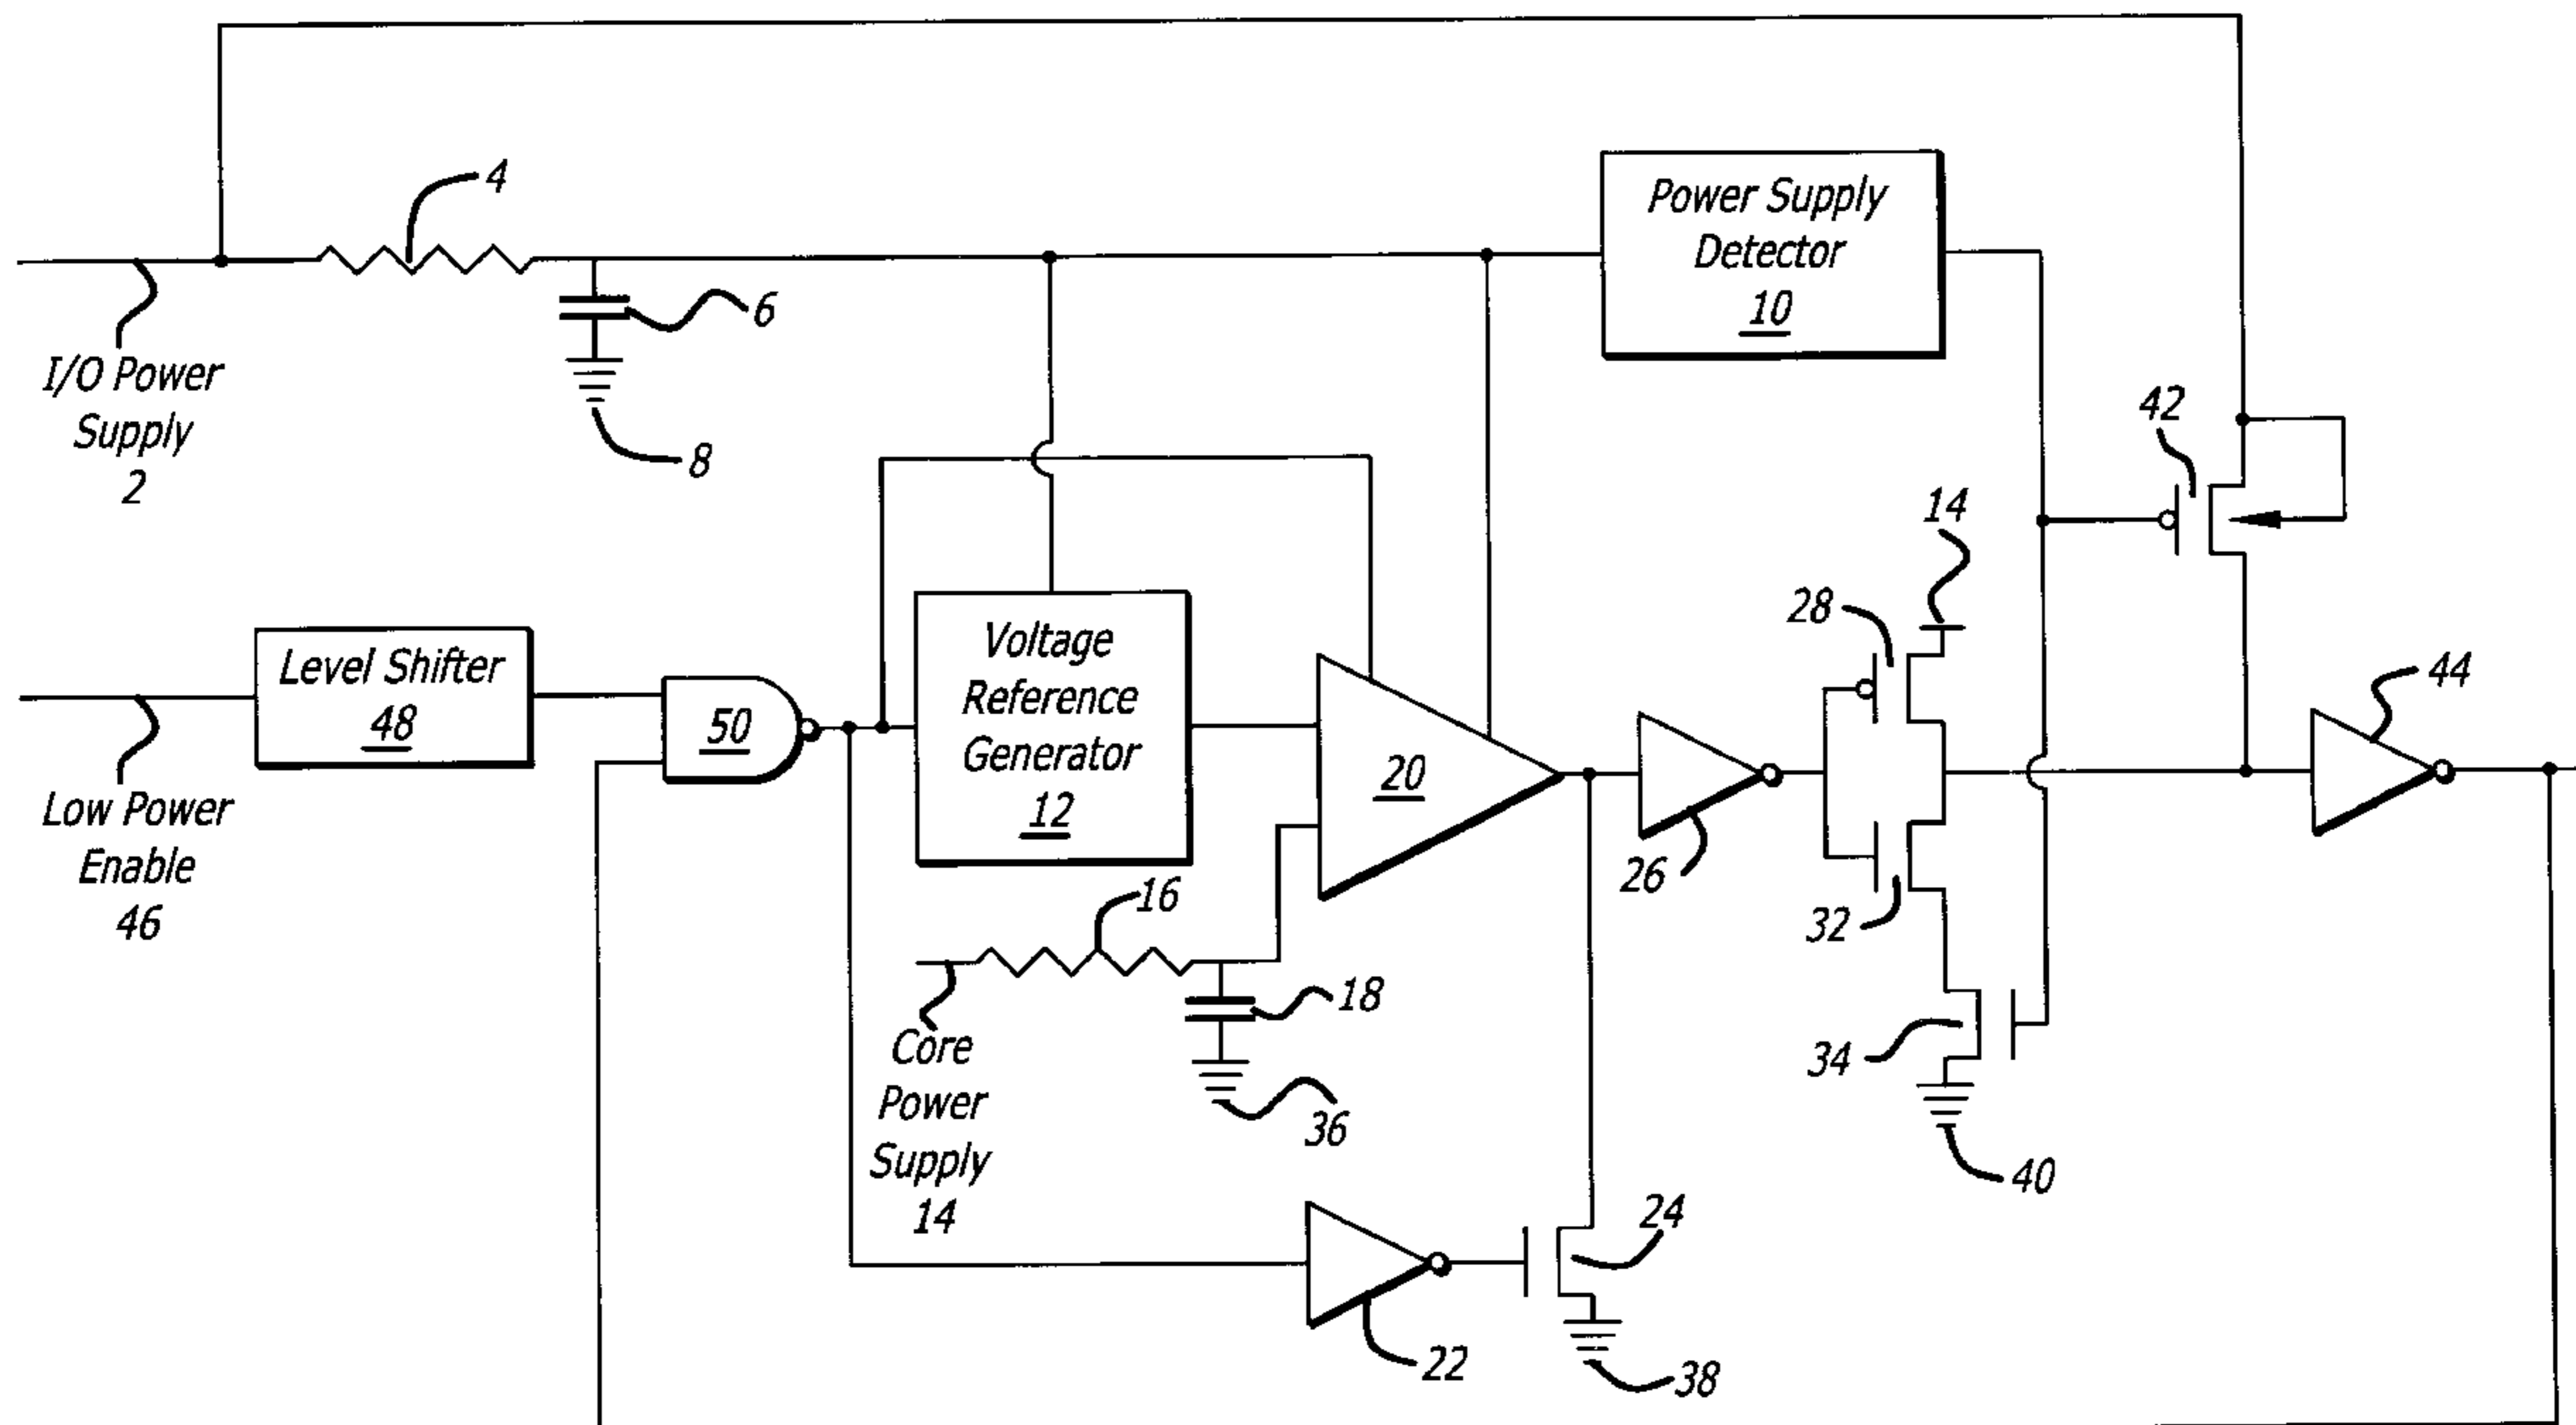 4
Power Supply
Detector
10
6
I/O Power
Supply
2
8
42
14
28
Level Shifter
48
50
Voltage
Reference
Generator
12
20
44
Low Power
Enable
46
26
16
32
18
Core
Power
Supply
14
34
36
40
24
22
38